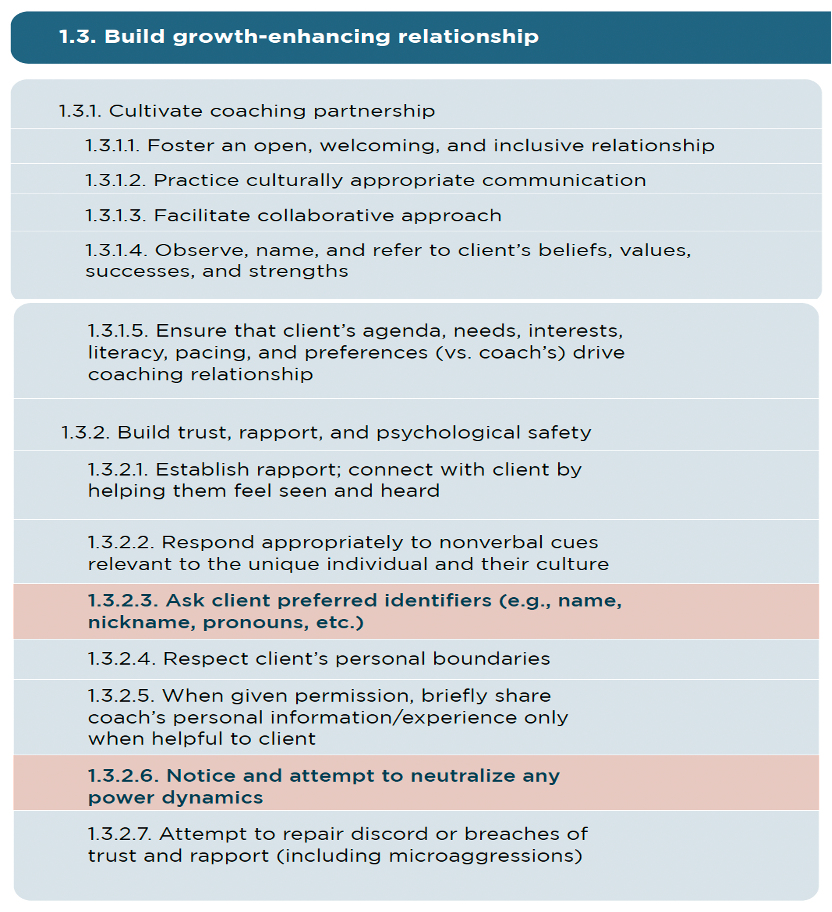 1.3. Build growth-enhancing relationship
1.3.1. Cultivate coaching partnership
1.3.1.1. Foster an open, welcoming, and inclusive relationship
1.3.1.2. Practice culturally appropriate communication
1.3.1.3. Facilitate collaborative approach
1.3.1.4. Observe, name, and refer to client’s beliefs, values,
successes, and strengths
1.3.1.5. Ensure that client’s agenda, needs, interests,
literacy, pacing, and preferences (vs. coach’s) drive
coaching relationship
1.3.2. Build trust, rapport, and psychological safety
1.3.2.1. Establish rapport; connect with client by
helping them feel seen and heard
1.3.2.2. Respond appropriately to nonverbal cues
relevant to the unique individual and their culture
1.3.2.3. Ask client preferred identifiers (e.g., name,
nickname, pronouns, etc.)
1.3.2.4. Respect client’s personal boundaries
1.3.2.5. When given permission, briefly share
coach’s personal information/experience only
when helpful to client
1.3.2.6. Notice and attempt to neutralize any
power dynamics
1.3.2.7. Attempt to repair discord or breaches of
trust and rapport (including microaggressions)